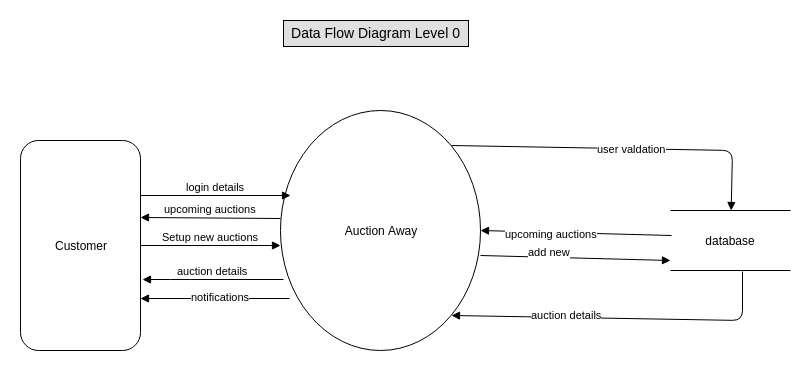 Data Flow Diagram Level 0
login details
upcoming auctions
Setup new auctions
auction details
notifications
Customer
Auction Away
user valdation
upcoming auctions
add new
auction details
database